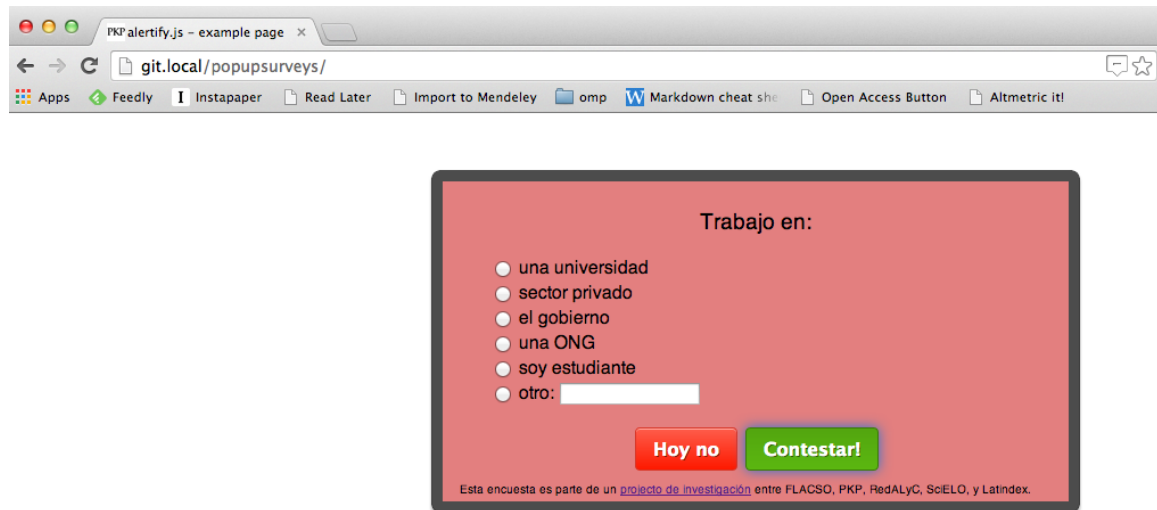 PKP alertify.js – example page
git.local/popupsurveys/
Apps Feedly I Instapaper Read Later Import to Mendeley omp W Markdown cheat she Open Access Button Altmetric it!
Trabajo en:
una universidad
sector privado
el gobierno
una ONG
soy estudiante
otro:
Hoy no Contestar!
Esta encuesta es parte de un projecto de investigación entre FLACSO, PKP, RedALyC, SciELO, y Latindex.